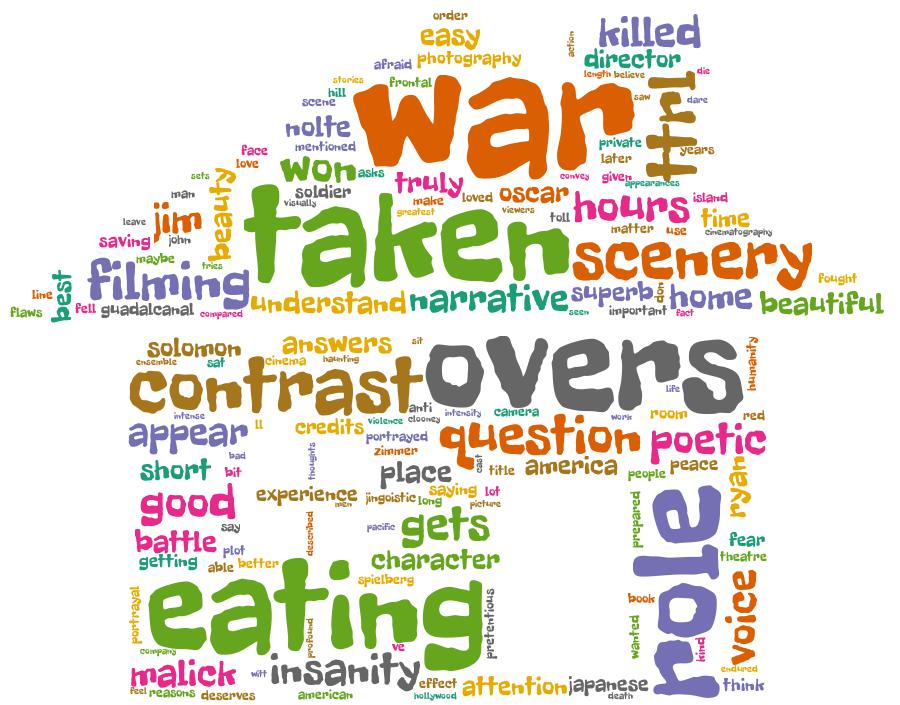 order
easy
action
killed
afraid
photography
director
stories
frontal
length
believe
die
hill
war
saw
ttrl
dare
scene
nolte
private
mentioned
years
face
later
love
won
asks
convey
given
sets
truly
appearances
man
beauty
soldier
make
loved
oscar
hours
island
visually
taken
greatest
viewers
toll
time
leave
jim
matter
use
cinematography
saving
john
maybe
tries
scenery
filming
fought
best
line
understand
narrative
superb
don
home
beautiful
flaws
fell
guadalcanal
compared
seen
important
fact
solomon
answers
sit
overs
humanity
ensemble
sat
cinema
haunting
contrast
life
intense
anti
intensity
camera
work
room
red
appear
ll
credits
violence
clooney
question
poetic
portrayed
bad
thoughts
zimmer
cast
title
america
people
peace
short
bit
place
ryan
good
experience
men
jingoistic
long
saying
lot
picture
prepared
alou
say
described
pacific
gets
battle
fear
plot
theatre
getting
able
better
character
eating
spielberg
voice
portrayal
pretentious
book
profound
wanted
kind
company
ve
malick
witt
insanity
endured
feel
reasons
deserves
american
effect
hollywood
attention
japanese
death
think